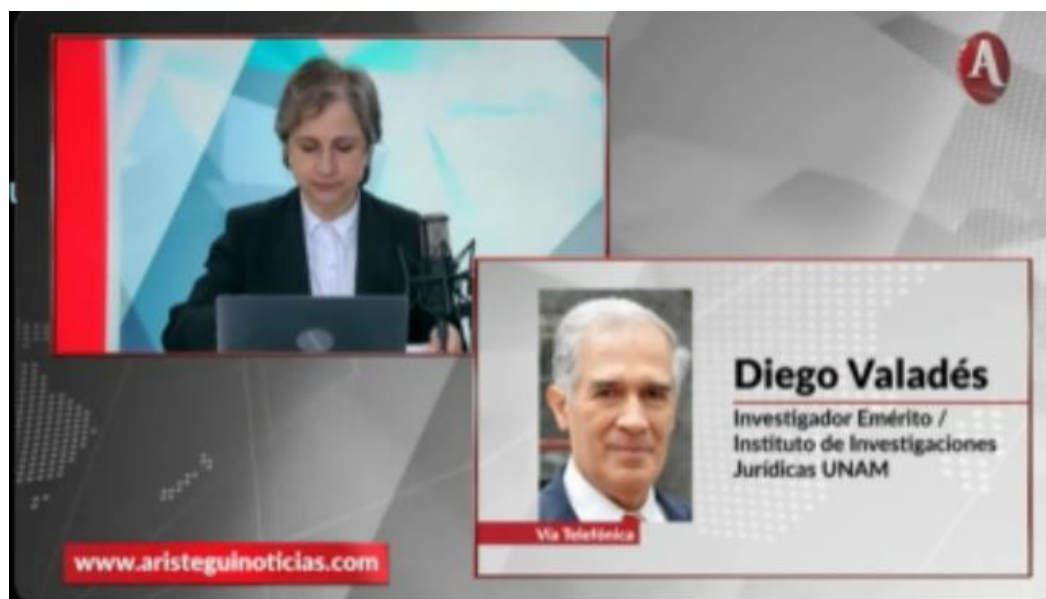 A
Diego Valadés
Investigador Emérito /
Instituto de Investigaciones
Jurídicas UNAM
Vía Telefónica
www.aristeguinoticias.com